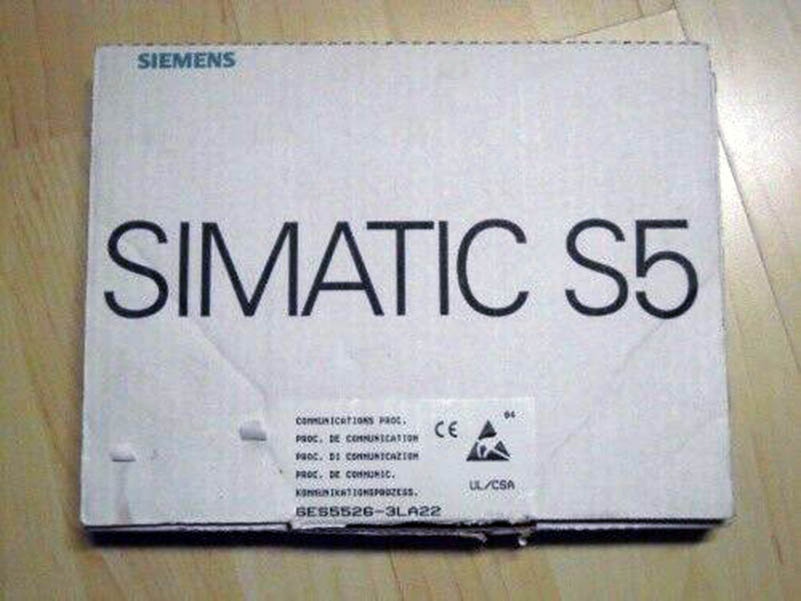 SIEMENS
SIMATIC S5
COMMUNICATIONS PROC.
PROC. DE COMMUNICATION
PROC. DI COMMUNICAZION
PROC. DE COMMUNIC.
KOMMUNIKATIONSPROZESS.
6ES5526-3LA22
CE
04
UL/CSA